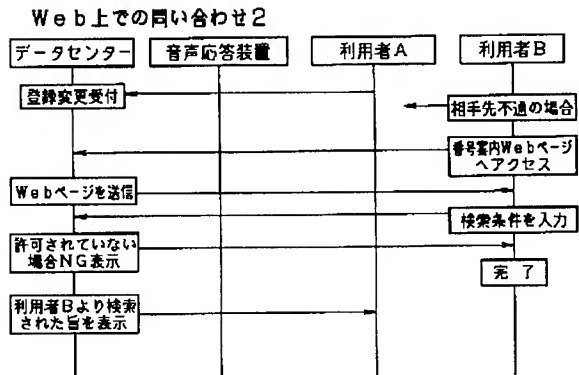 Web上での問い合わせ2
データセンター
音声応答装置
利用者A
利用者B
登録変更受付
相手先不通の場合
番号案内Webページ
へアクセス
Webページを送信
検索条件を入力
許可されていない
場合NG表示
完了
利用者Bより検索
された旨を表示